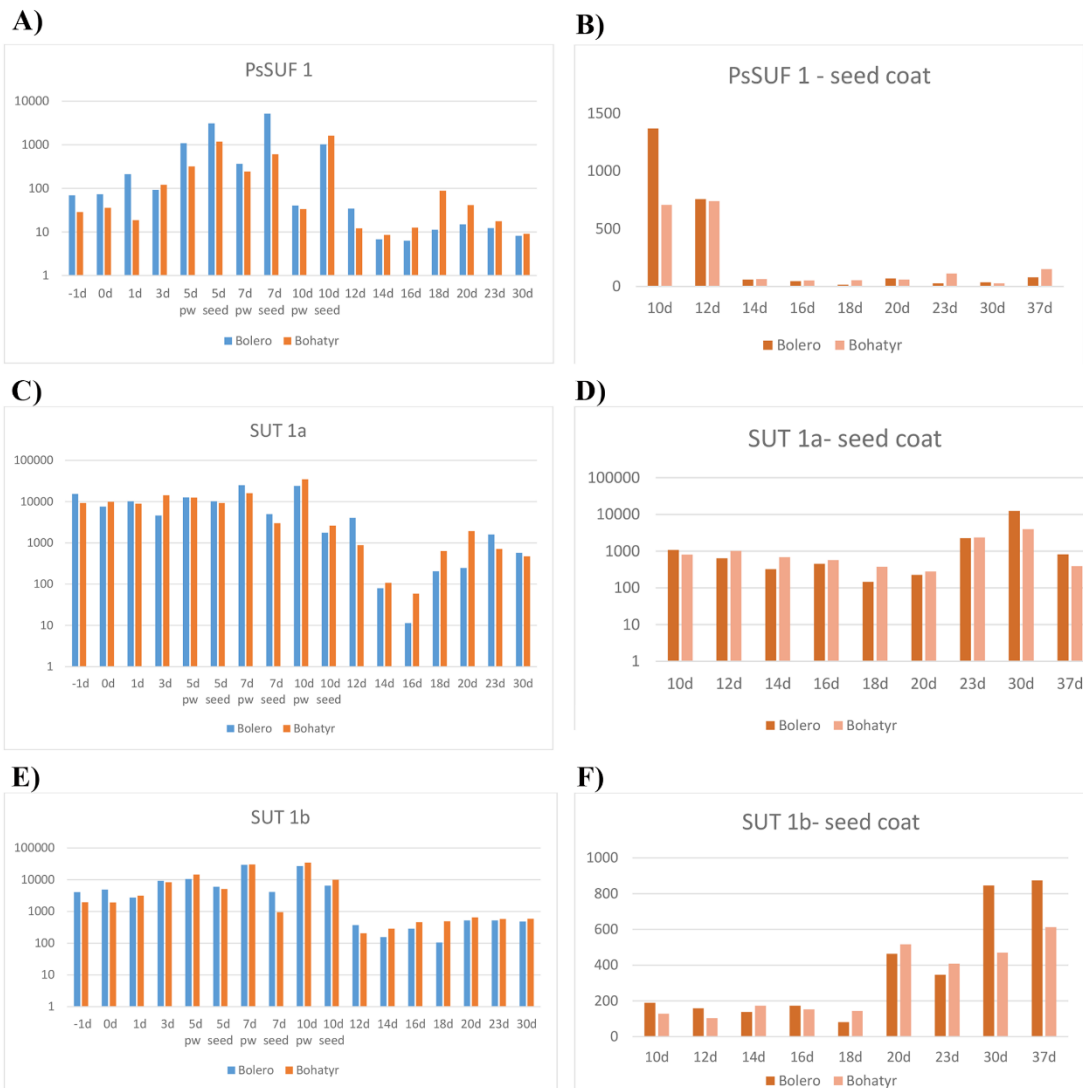 A)
PsSUF 1
10000
1000
100
10
1
-1d 0d 1d 3d 5d 5d 7d 7d 10d 10d 12d 14d 16d 18d 20d 23d 30d
pw seed pw seed pw seed
Bolero Bohatyr
B)
PsSUF 1 - seed coat
1500
1000
500
0
10d 12d 14d 16d 18d 20d 23d 30d 37d
Bolero Bohatyr
C)
SUT 1a
100000
10000
1000
100
10
1
-1d 0d 1d 3d 5d 5d 7d 7d 10d 10d 12d 14d 16d 18d 20d 23d 30d
pw seed pw seed pw seed
Bolero Bohatyr
D)
SUT 1a- seed coat
100000
10000
1000
100
10
1
10d 12d 14d 16d 18d 20d 23d 30d 37d
Bolero Bohatyr
E)
SUT 1b
100000
10000
1000
100
10
1
-1d 0d 1d 3d 5d 5d 7d 7d 10d 10d 12d 14d 16d 18d 20d 23d 30d
pw seed pw seed pw seed
Bolero Bohatyr
F)
SUT 1b- seed coat
1000
800
600
400
200
0
10d 12d 14d 16d 18d 20d 23d 30d 37d
Bolero Bohatyr